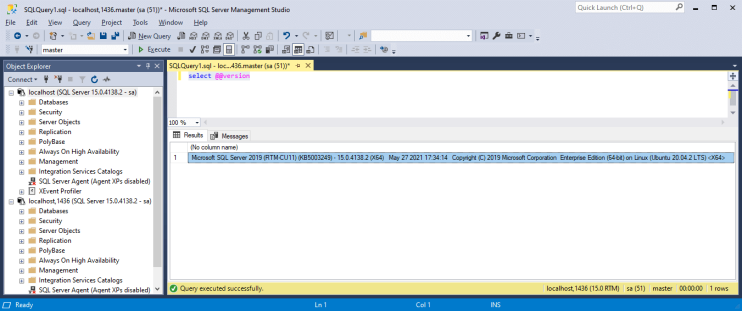 SQLQuery1.sql - localhost,1436.master (sa (51))* - Microsoft SQL Server Management Studio
Quick Launch (Ctrl+Q)
File Edit View Query Project Tools Window Help
New Query
master
Execute
Object Explorer
Connect
localhost (SQL Server 15.0.4138.2 - sa)
Databases
Security
Server Objects
Replication
PolyBase
Always On High Availability
Management
Integration Services Catalogs
SQL Server Agent (Agent XPs disabled)
XEvent Profiler
localhost,1436 (SQL Server 15.0.4138.2 - sa)
Databases
Security
Server Objects
Replication
PolyBase
Always On High Availability
Management
Integration Services Catalogs
SQL Server Agent (Agent XPs disabled)
SQLQuery1.sql - loc...436.master (sa (51))*
select @@version
100 %
Results Messages
(No column name)
1 Microsoft SQL Server 2019 (RTM-CU11) (KB5003249) - 15.0.4138.2 (X64) May 27 2021 17:34:14 Copyright (C) 2019 Microsoft Corporation Enterprise Edition (64-bit) on Linux (Ubuntu 20.04.2 LTS) <X64>
Query executed successfully.
localhost,1436 (15.0 RTM) sa (51) master 00:00:00 1 rows
Ready Ln 1 Col 1 INS